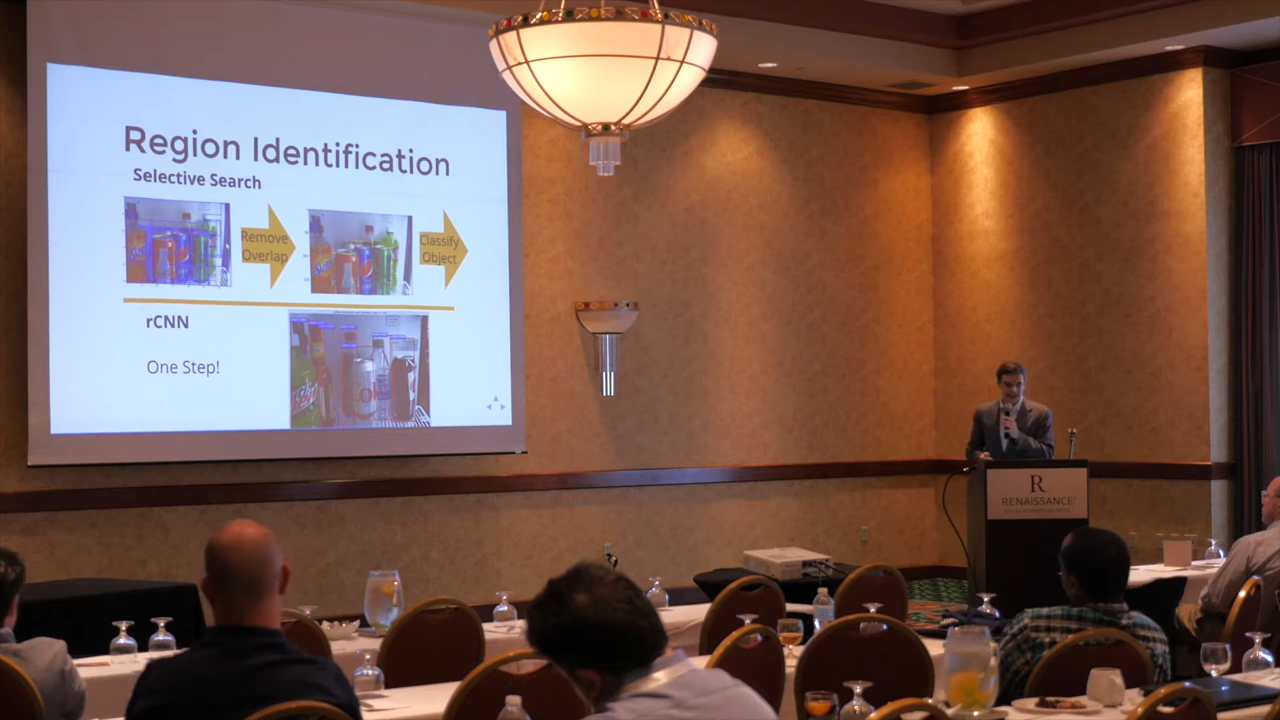 Region Identification
Selective Search
Remove
Overlap
Classify
Object
rCNN
One Step!
R
RENAISSANCE